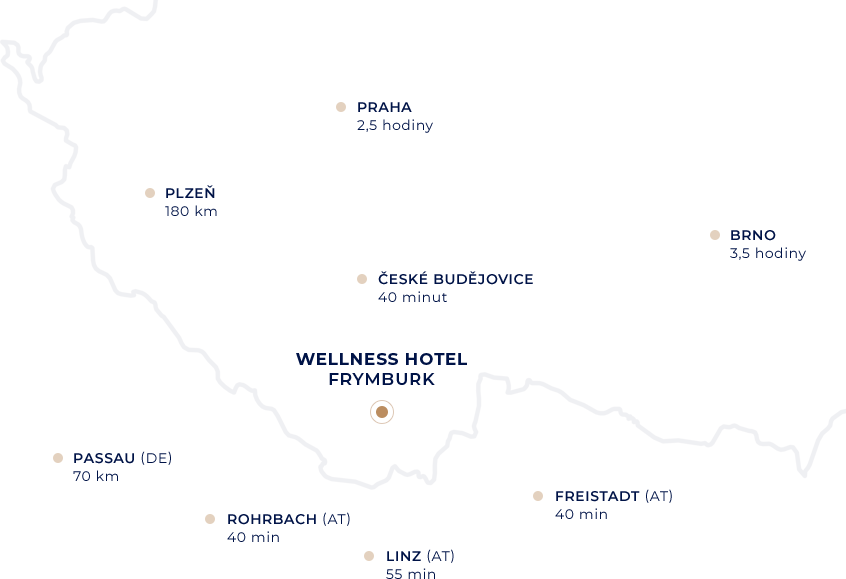 PRAHA
2,5 hodiny
PLZEŇ
180 km
BRNO
3,5 hodiny
ČESKÉ BUDĚJOVICE
40 minut
WELLNESS HOTEL
FRYMBURK
PASSAU (DE)
70 km
FREISTADT (AT)
40 min
ROHRBACH (AT)
40 min
LINZ (AT)
55 min